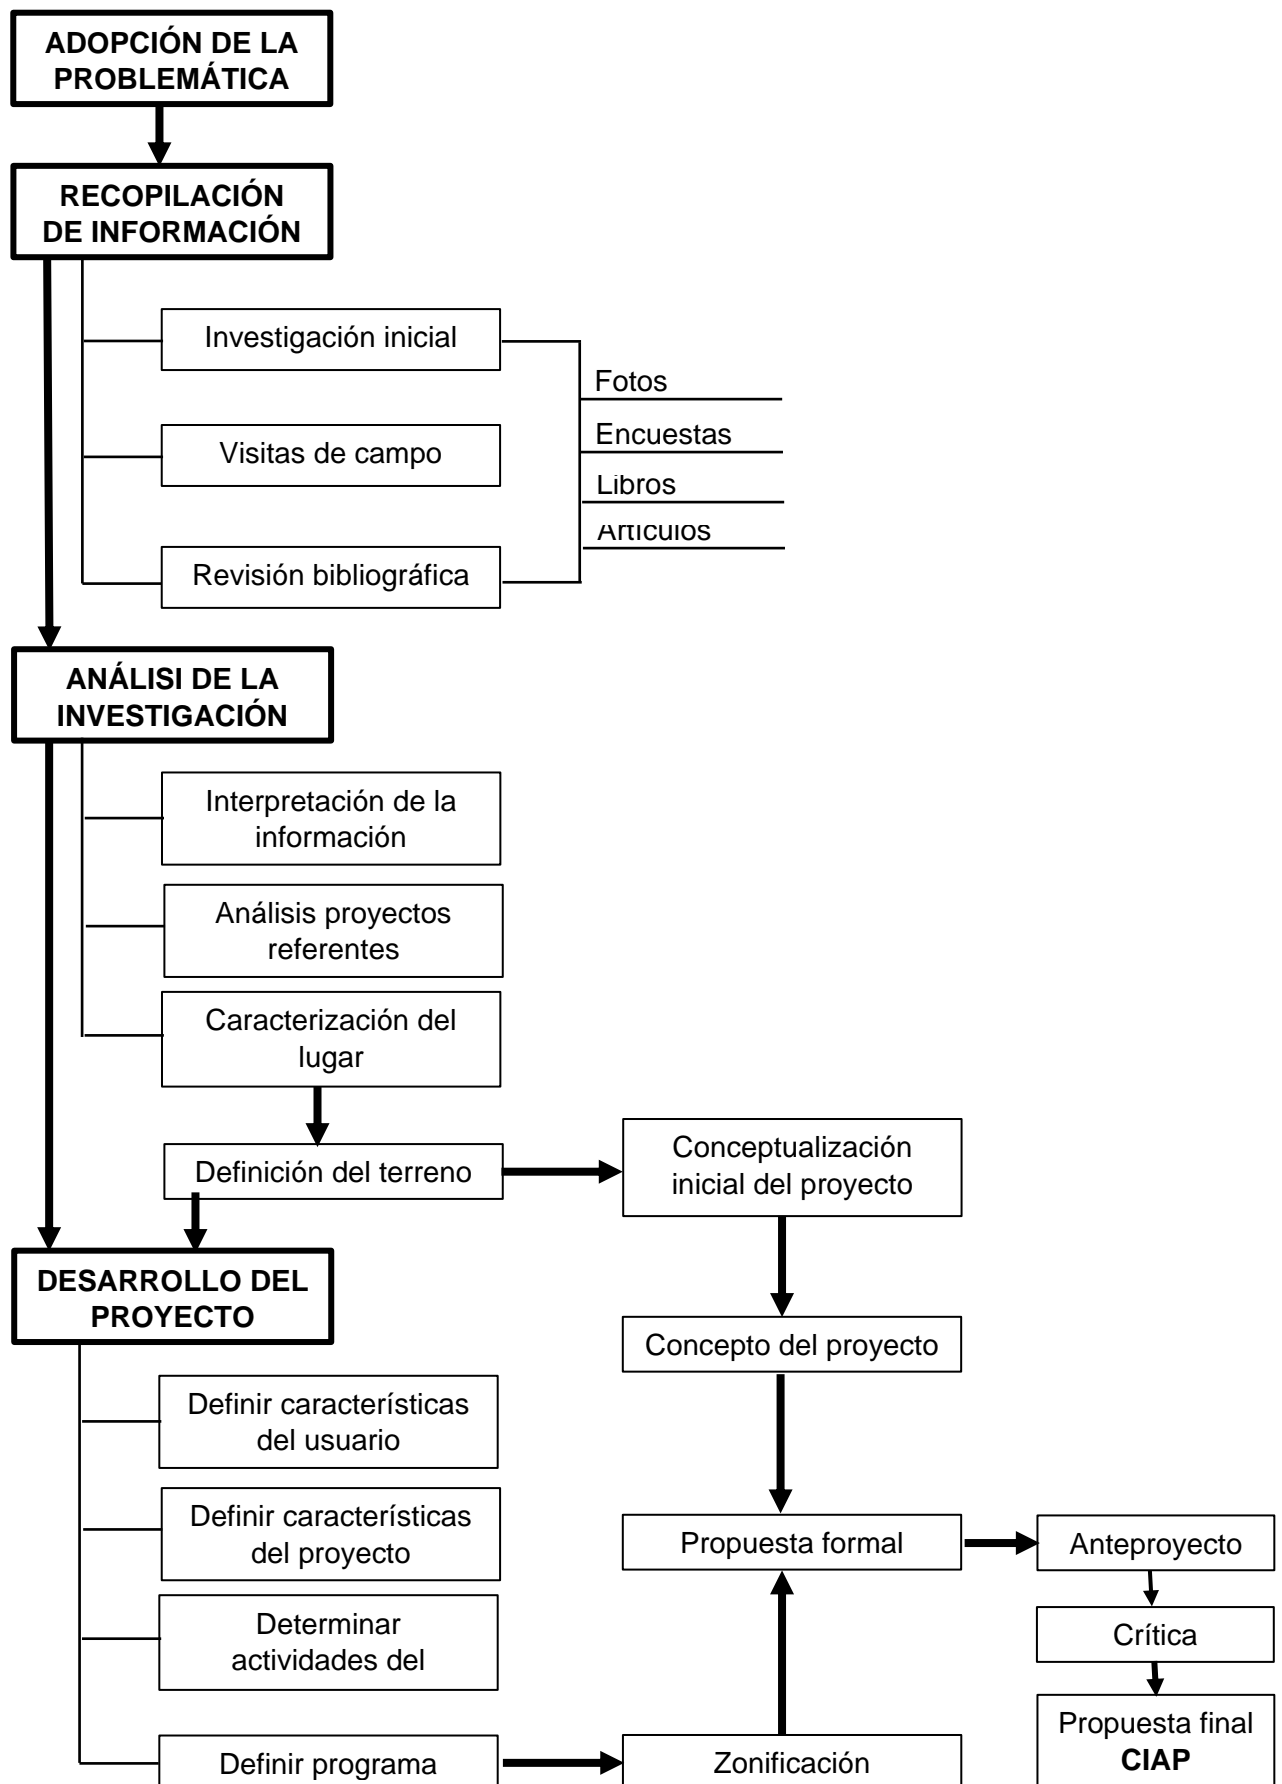 ADOPCIÓN DE LA
PROBLEMÁTICA
RECOPILACIÓN
DE INFORMACIÓN
Investigación inicial
Fotos
Encuestas
Visitas de campo
Libros
Artículos
Revisión bibliográfica
ANÁLISI DE LA
INVESTIGACIÓN
Interpretación de la
información
Análisis proyectos
referentes
Caracterización del
lugar
Definición del terreno
Conceptualización
inicial del proyecto
DESARROLLO DEL
PROYECTO
Concepto del proyecto
Definir características
del usuario
Definir características
del proyecto
Propuesta formal
Anteproyecto
Determinar
actividades del
Crítica
Definir programa
Zonificación
Propuesta final
CIAP